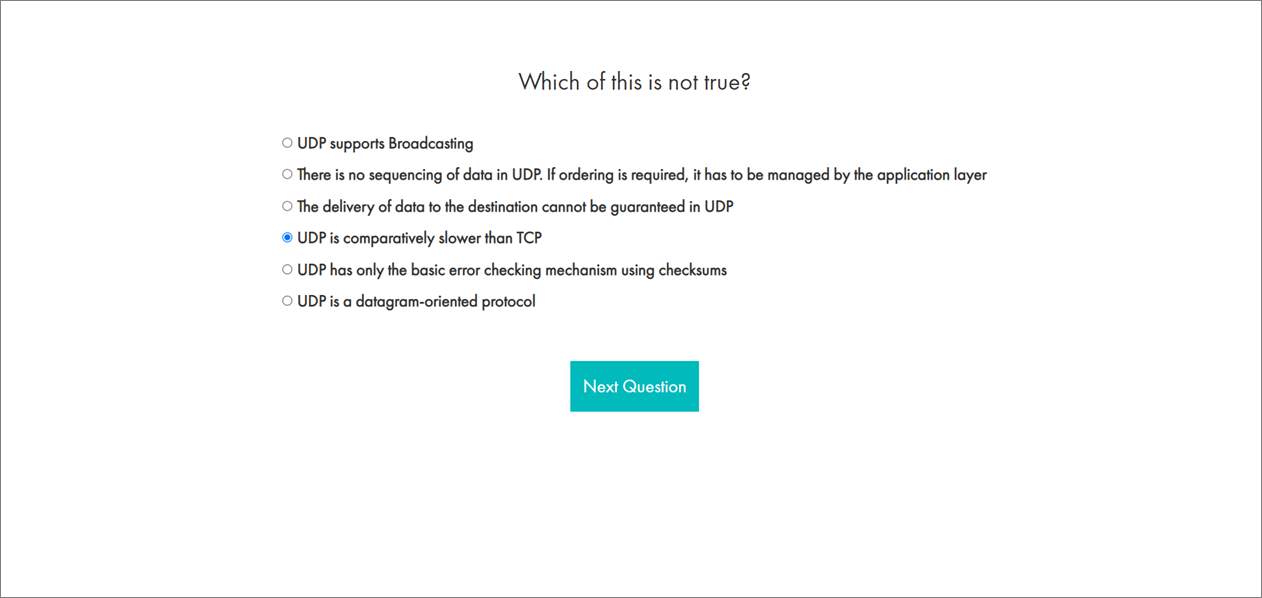 Which of this is not true?
UDP supports Broadcasting
There is no sequencing of data in UDP. If ordering is required, it has to be managed by the application layer
The delivery of data to the destination cannot be guaranteed in UDP
UDP is comparatively slower than TCP
UDP has only the basic error checking mechanism using checksums
UDP is a datagram-oriented protocol
Next Question